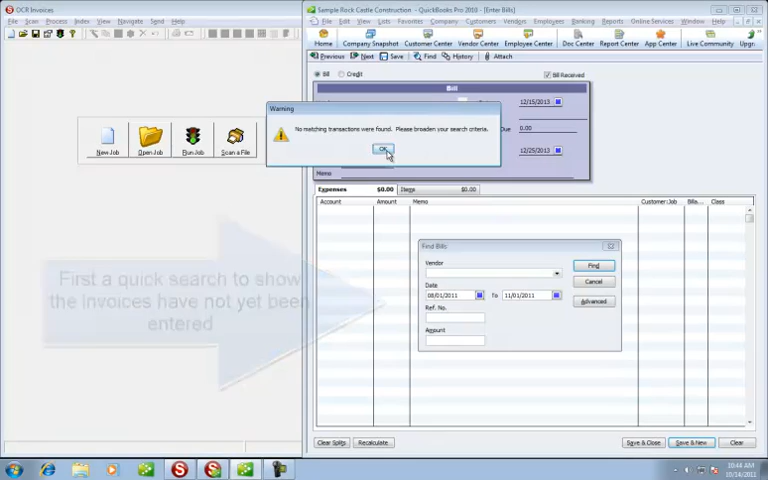 OCR Invoices
File Scan Process Index View Navigate Send Help
New Job Open Job Run Job Scan a File
Sample Rock Castle Construction - QuickBooks Pro 2010 - [Enter Bills]
File Edit View Lists Favorites Company Customers Vendors Employees Banking Reports Online Services Window Help
Home Company Snapshot Customer Center Vendor Center Employee Center Doc Center Report Center App Center Live Community Upgr.
Previous Next Save Find History Attach
Bill Credit Bill Received
Bill
12/15/2013
Due 0.00
12/25/2013
Memo
Warning
No matching transactions were found. Please broaden your search criteria.
OK
Expenses $0.00 Items $0.00
Account Amount Memo Customer:Job Billa... Class
Find Bills
Vendor
Find
Date
Cancel
08/01/2011 To 11/01/2011
Advanced
Ref. No.
Amount
First a quick search to show
the invoices have not yet been
entered
Clear Splits Recalculate Save & Close Save & New Clear
10:44 AM
10/14/2011